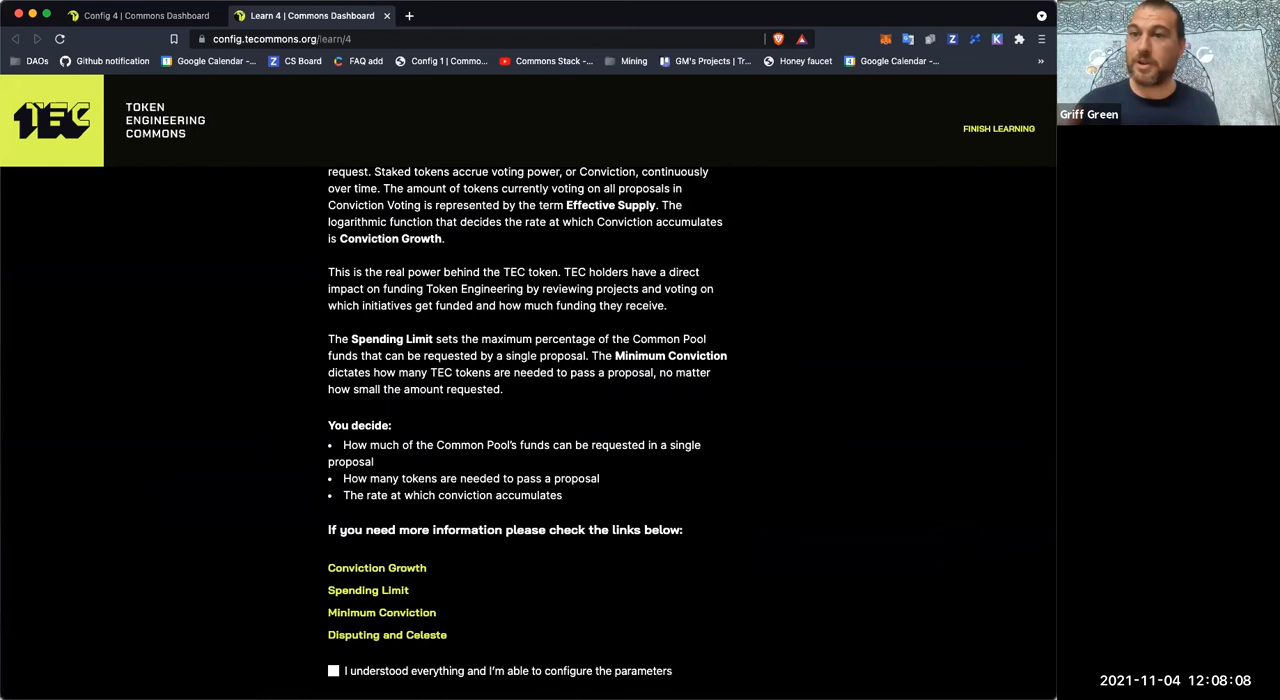 Config 4 | Commons Dashboard
Learn 4 | Commons Dashboard
config.tecommons.org/learn/4
DAOs
Github notification
Google Calendar -...
CS Board
FAQ add
Config 1 | Commo...
Commons Stack -...
Mining
GM's Projects | Tr...
Honey faucet
Google Calendar -...
TEC
TOKEN
ENGINEERING
COMMONS
FINISH LEARNING
Griff Green
request. Staked tokens accrue voting power, or Conviction, continuously
over time. The amount of tokens currently voting on all proposals in
Conviction Voting is represented by the term Effective Supply. The
logarithmic function that decides the rate at which Conviction accumulates
is Conviction Growth.
This is the real power behind the TEC token. TEC holders have a direct
impact on funding Token Engineering by reviewing projects and voting on
which initiatives get funded and how much funding they receive.
The Spending Limit sets the maximum percentage of the Common Pool
funds that can be requested by a single proposal. The Minimum Conviction
dictates how many TEC tokens are needed to pass a proposal, no matter
how small the amount requested.
You decide:
• How much of the Common Pool's funds can be requested in a single
proposal
• How many tokens are needed to pass a proposal
• The rate at which conviction accumulates
If you need more information please check the links below:
Conviction Growth
Spending Limit
Minimum Conviction
Disputing and Celeste
I understood everything and I'm able to configure the parameters
2021-11-04 12:08:08